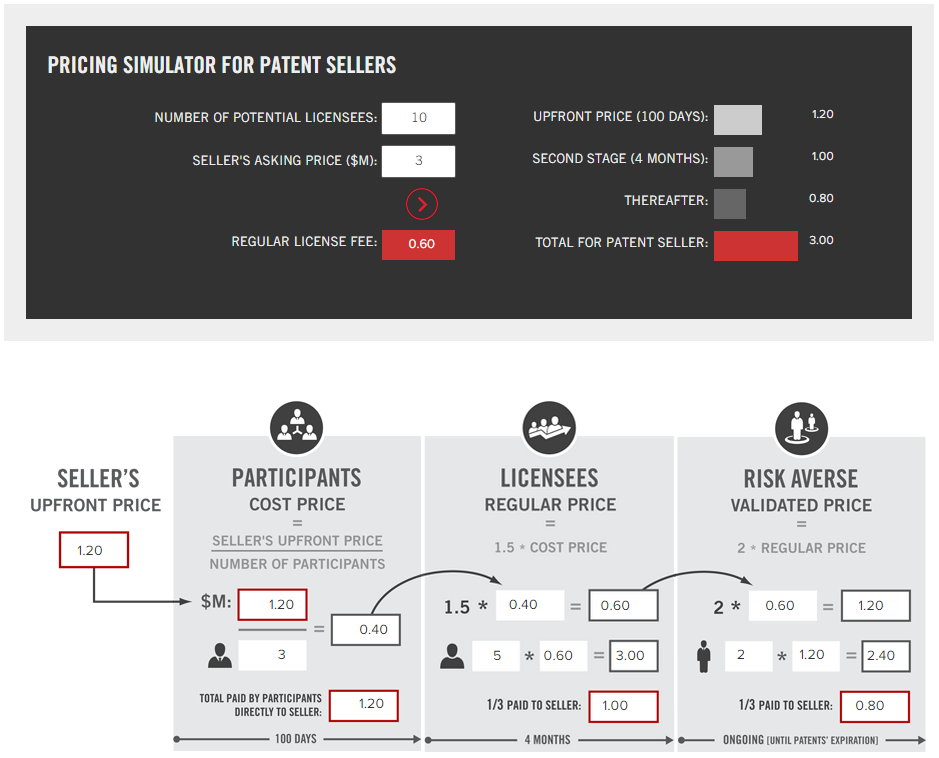 PRICING SIMULATOR FOR PATENT SELLERS
NUMBER OF POTENTIAL LICENSEES: 10
SELLER'S ASKING PRICE ($M): 3
REGULAR LICENSE FEE: 0.60
UPFRONT PRICE (100 DAYS): 1.20
SECOND STAGE (4 MONTHS): 1.00
THEREAFTER: 0.80
TOTAL FOR PATENT SELLER: 3.00
SELLER'S
UPFRONT PRICE
1.20
PARTICIPANTS
COST PRICE
=
SELLER'S UPFRONT PRICE
NUMBER OF PARTICIPANTS
$M: 1.20
= 0.40
3
TOTAL PAID BY PARTICIPANTS
DIRECTLY TO SELLER: 1.20
100 DAYS
LICENSEES
REGULAR PRICE
=
1.5 * COST PRICE
1.5 * 0.40 = 0.60
5 * 0.60 = 3.00
1/3 PAID TO SELLER: 1.00
4 MONTHS
RISK AVERSE
VALIDATED PRICE
=
2 * REGULAR PRICE
2 * 0.60 = 1.20
2 * 1.20 = 2.40
1/3 PAID TO SELLER: 0.80
ONGOING [UNTIL PATENTS' EXPIRATION]